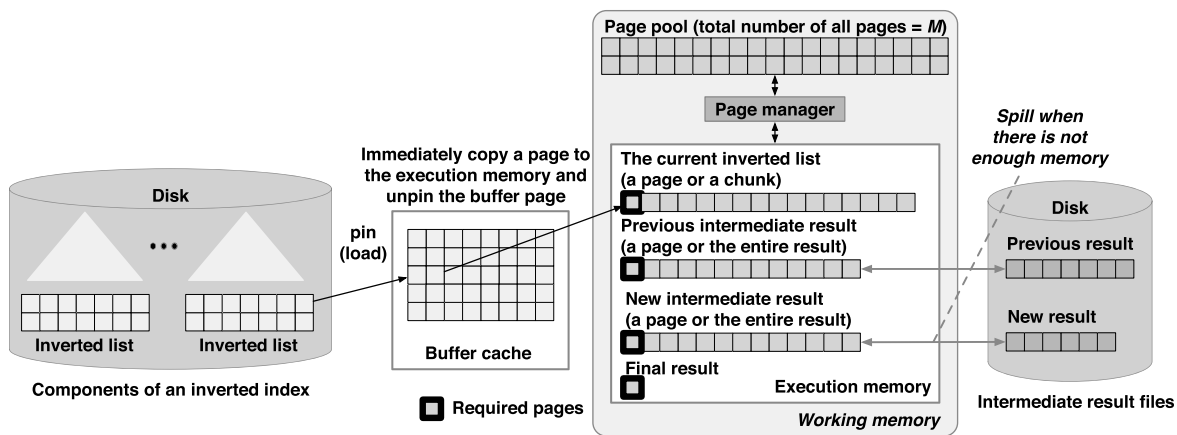 Page pool (total number of all pages = M)
Page manager
Spill when
there is not
enough memory
Immediately copy a page to
the execution memory and
unpin the buffer page
The current inverted list
(a page or a chunk)
Disk
Disk
pin
(load)
Previous intermediate result
(a page or the entire result)
Previous result
New intermediate result
(a page or the entire result)
New result
Inverted list
Inverted list
Buffer cache
Final result
Execution memory
Components of an inverted index
Required pages
Working memory
Intermediate result files